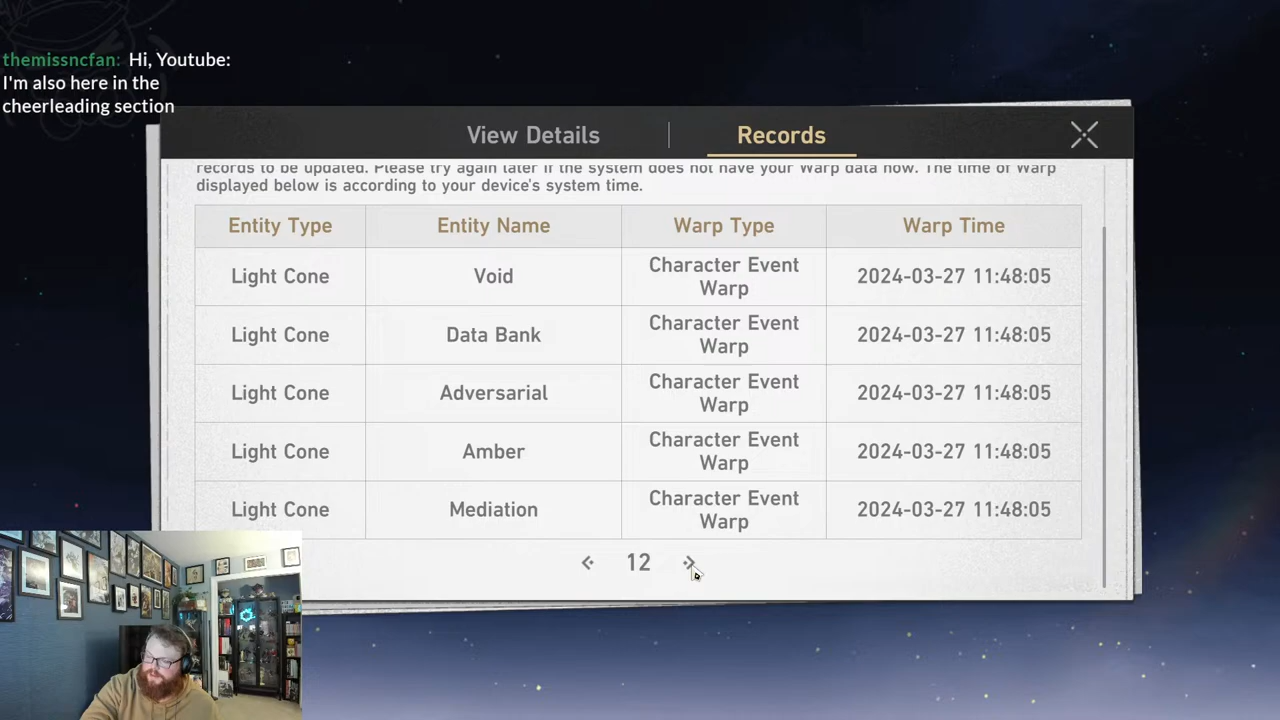 themissncfan: Hi, Youtube:
I'm also here in the
cheerleading section
View Details
Records
records to be updated. Please try again later if the system does not have your Warp data now. The time of Warp
displayed below is according to your device's system time.
Entity Type Entity Name Warp Type Warp Time
Light Cone Void Character Event Warp 2024-03-27 11:48:05
Light Cone Data Bank Character Event Warp 2024-03-27 11:48:05
Light Cone Adversarial Character Event Warp 2024-03-27 11:48:05
Light Cone Amber Character Event Warp 2024-03-27 11:48:05
Light Cone Mediation Character Event Warp 2024-03-27 11:48:05
12